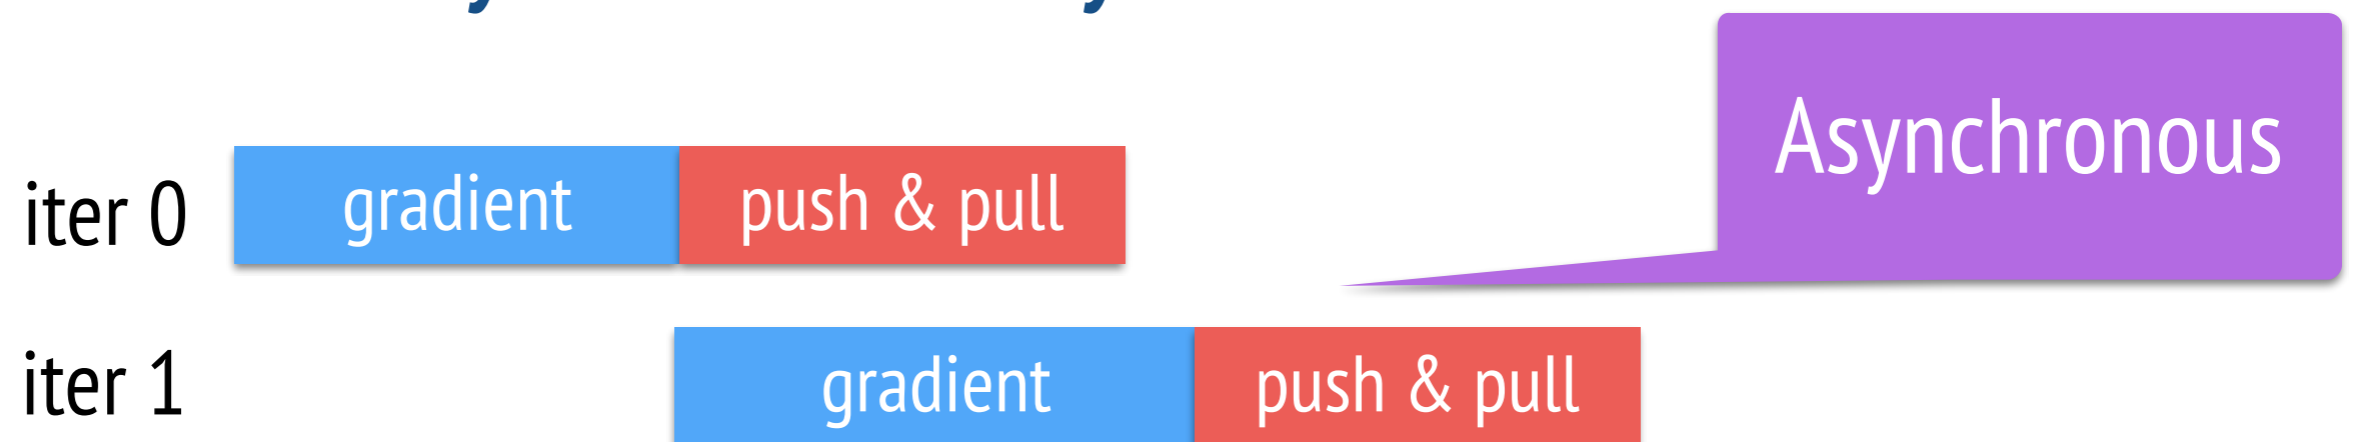 Asynchronous
iter 0 gradient push & pull
iter 1 gradient push & pull